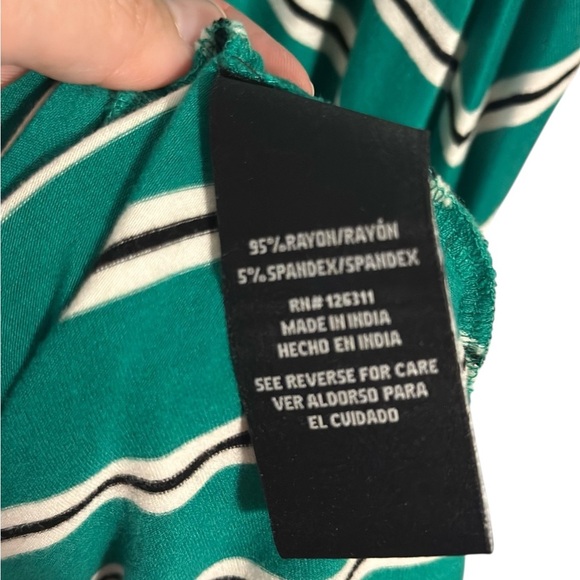 95% RAYON/RAYÓN
5% SPANDEX/SPANDEX
RN# 126311
MADE IN INDIA
HECHO EN INDIA
SEE REVERSE FOR CARE
VER ALDORSO PARA
EL CUIDADO